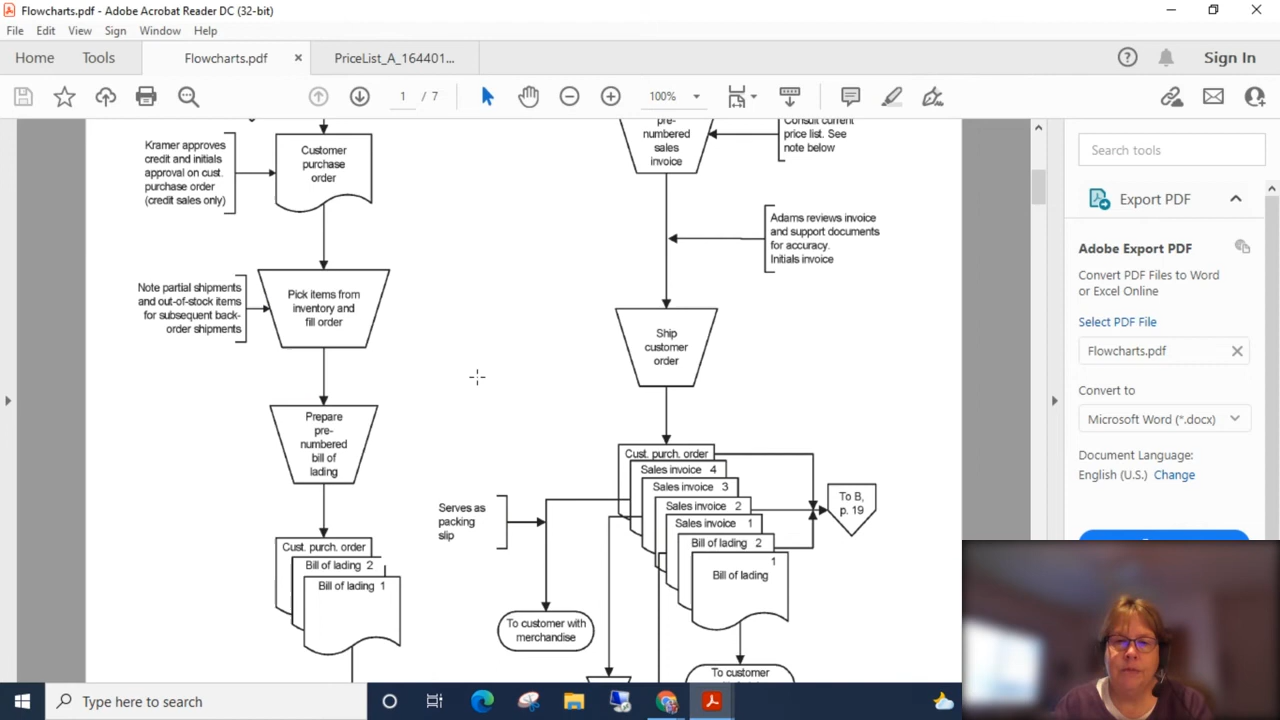 Flowcharts.pdf - Adobe Acrobat Reader DC (32-bit)
File Edit View Sign Window Help
Home Tools Flowcharts.pdf PriceList_A_164401... Sign In
1 / 7 100%
Kramer approves
credit and initials
approval on cust.
purchase order
(credit sales only)
Customer
purchase
order
Note partial shipments
and out-of-stock items
for subsequent back-
order shipments
Pick items from
inventory and
fill order
Prepare
pre-
numbered
bill of
lading
Cust. purch. order
Bill of lading 2
Bill of lading 1
pre-
numbered
sales
invoice
Consult current
price list. See
note below
Adams reviews invoice
and support documents
for accuracy.
Initials invoice
Ship
customer
order
Cust. purch. order
Sales invoice 4
Sales invoice 3
Sales invoice 2
Sales invoice 1
Bill of lading 2
1
Bill of lading
To B,
p. 19
Serves as
packing
slip
To customer with
merchandise
To customer
Search tools
Export PDF
Adobe Export PDF
Convert PDF Files to Word
or Excel Online
Select PDF File
Flowcharts.pdf
Convert to
Microsoft Word (*.docx)
Document Language:
English (U.S.) Change
Type here to search